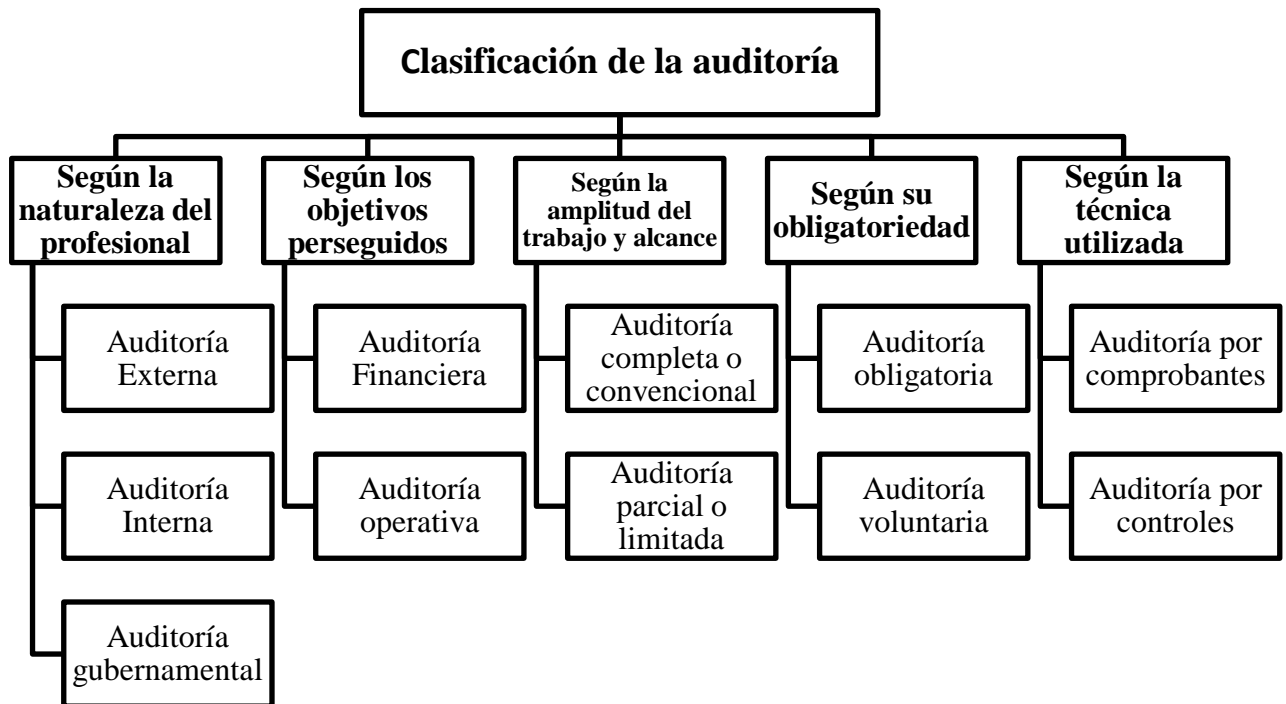 Clasificación de la auditoría
Según la
naturaleza del
profesional
Auditoría
Externa
Auditoría
Interna
Auditoría
gubernamental
Según los
objetivos
perseguidos
Auditoría
Financiera
Auditoría
operativa
Según la
amplitud del
trabajo y alcance
Auditoría
completa o
convencional
Auditoría
parcial o
limitada
Según su
obligatoriedad
Auditoría
obligatoria
Auditoría
voluntaria
Según la
técnica
utilizada
Auditoría por
comprobantes
Auditoría por
controles